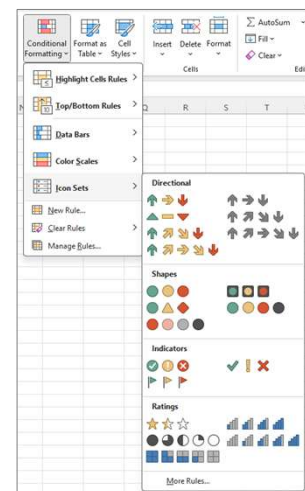 Conditional Formatting
Format as Table
Cell Styles
Insert
Delete
Format
AutoSum
Fill
Clear
Cells
Edi
N
Q
R
S
T
Highlight Cells Rules
Top/Bottom Rules
Data Bars
Color Scales
Icon Sets
New Rule...
Clear Rules
Manage Rules...
Directional
Shapes
Indicators
Ratings
More Rules...